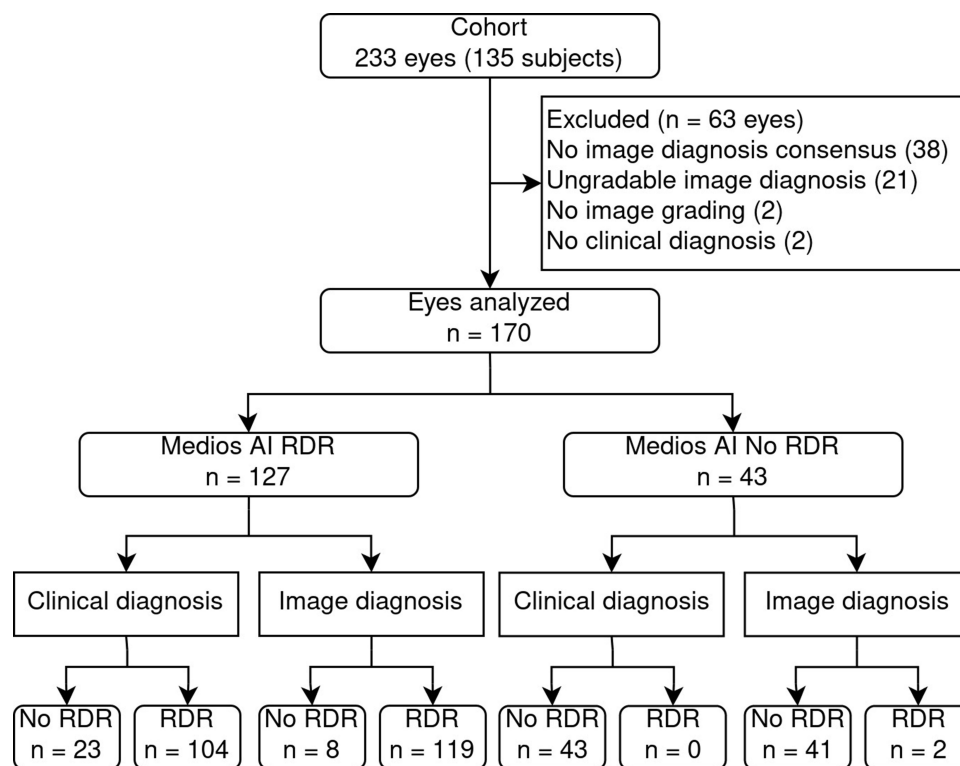 Cohort
233 eyes (135 subjects)
Excluded (n = 63 eyes)
No image diagnosis consensus (38)
Ungradable image diagnosis (21)
No image grading (2)
No clinical diagnosis (2)
Eyes analyzed
n = 170
Medios AI RDR
n = 127
Medios AI No RDR
n = 43
Clinical diagnosis
Image diagnosis
Clinical diagnosis
Image diagnosis
No RDR
n = 23
RDR
n = 104
No RDR
n = 8
RDR
n = 119
No RDR
n = 43
RDR
n = 0
No RDR
n = 41
RDR
n = 2